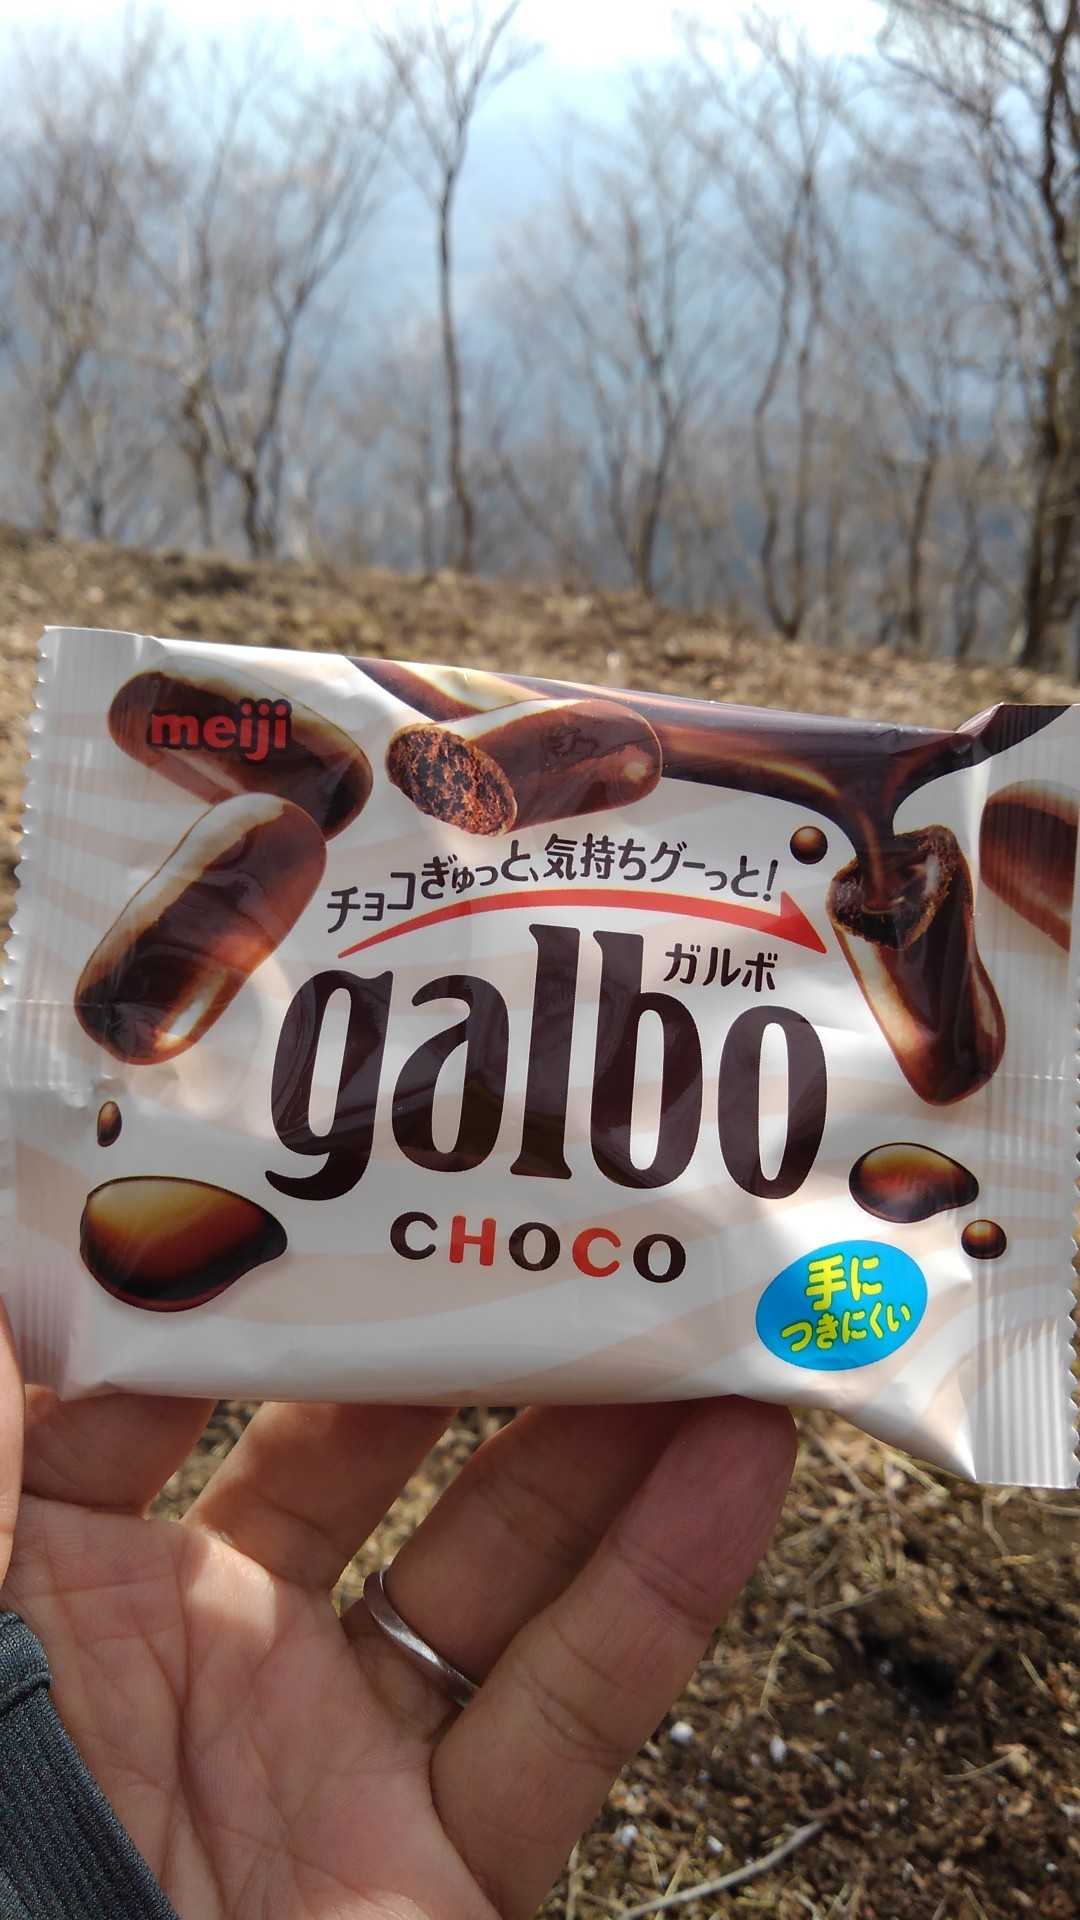 meiji
チョコぎゅっと、気持ちグーっと!
ガルボ
galbo
CHOCO
手に
つきにくい